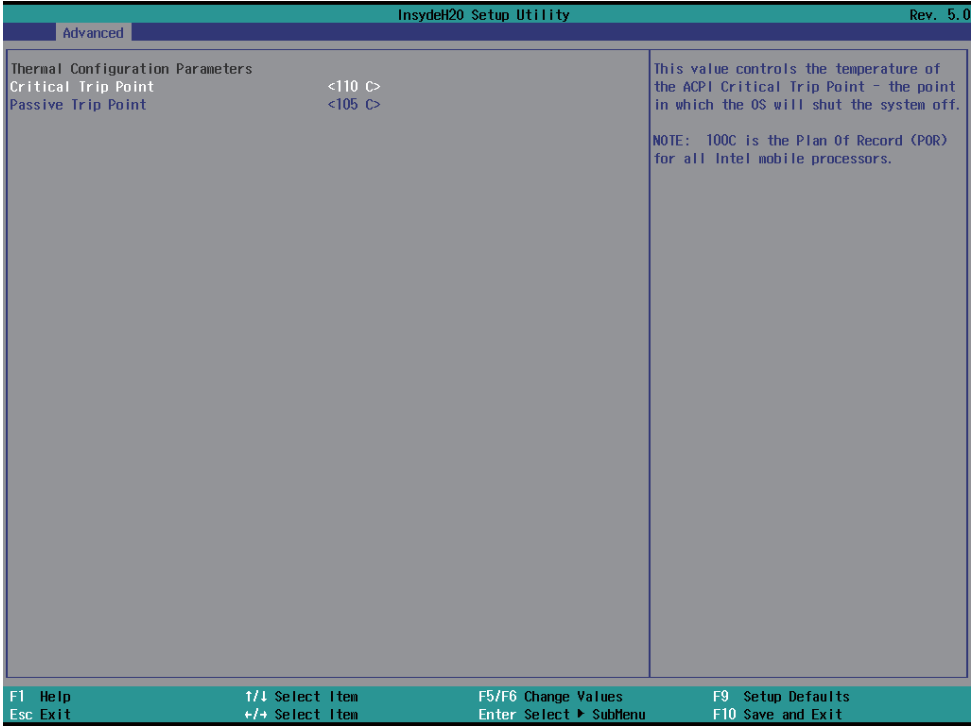 InsydeH20 Setup Utility Rev. 5.0
Advanced
Thermal Configuration Parameters
Critical Trip Point <110 C>
Passive Trip Point <105 C>
This value controls the temperature of
the ACPI Critical Trip Point - the point
in which the OS will shut the system off.
NOTE: 100C is the Plan Of Record (POR)
for all Intel mobile processors.
F1 Help ↑/↓ Select Item F5/F6 Change Values F9 Setup Defaults
Esc Exit ←/→ Select Item Enter Select ▶ SubMenu F10 Save and Exit